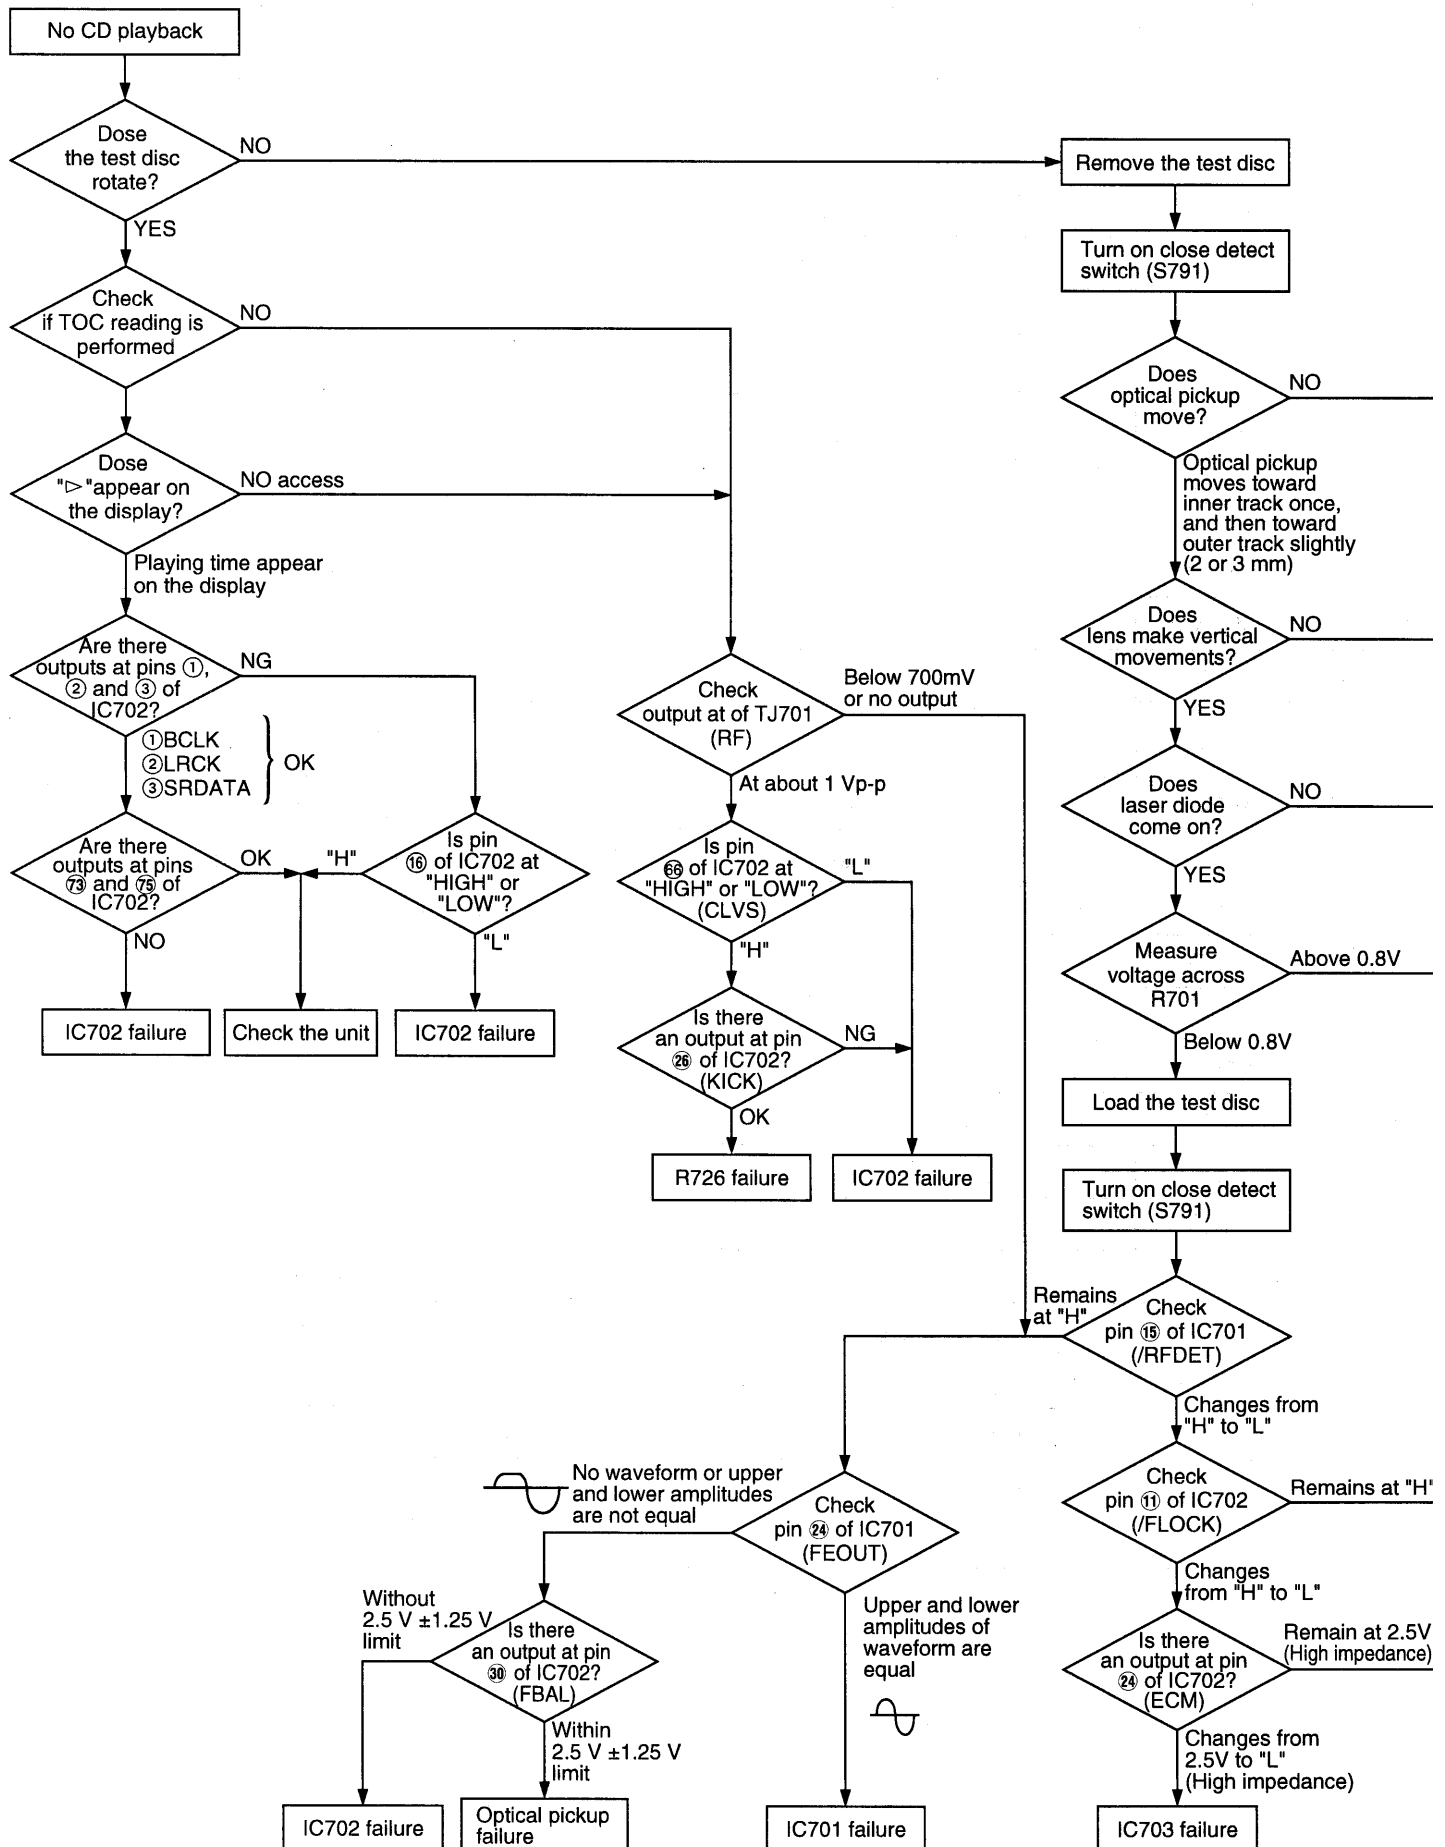 No CD playback
Dose
the test disc
rotate?
NO
YES
Check
if TOC reading is
performed
NO
Dose
"▷"appear on
the display?
NO access
Playing time appear
on the display
Are there
outputs at pins ①,
② and ③ of
IC702?
NG
①BCLK
②LRCK
③SRDATA
OK
Are there
outputs at pins
73 and 75 of
IC702?
OK
NO
"H"
Is pin
⑯ of IC702 at
"HIGH" or
"LOW"?
"L"
IC702 failure
Check the unit
IC702 failure
Check
output at of TJ701
(RF)
Below 700mV
or no output
At about 1 Vp-p
Is pin
66 of IC702 at
"HIGH" or "LOW"?
(CLVS)
"L"
"H"
Is there
an output at pin
㉖ of IC702?
(KICK)
NG
OK
R726 failure
IC702 failure
Remove the test disc
Turn on close detect
switch (S791)
Does
optical pickup
move?
NO
Optical pickup
moves toward
inner track once,
and then toward
outer track slightly
(2 or 3 mm)
Does
lens make vertical
movements?
NO
YES
Does
laser diode
come on?
NO
YES
Measure
voltage across
R701
Above 0.8V
Below 0.8V
Load the test disc
Turn on close detect
switch (S791)
Remains
at "H"
Check
pin ⑮ of IC701
(/RFDET)
Changes from
"H" to "L"
Check
pin ⑪ of IC702
(/FLOCK)
Remains at "H"
Changes
from "H" to "L"
Is there
an output at pin
㉔ of IC702?
(ECM)
Remain at 2.5V
(High impedance)
Changes from
2.5V to "L"
(High impedance)
IC703 failure
No waveform or upper
and lower amplitudes
are not equal
Check
pin ㉔ of IC701
(FEOUT)
Upper and lower
amplitudes of
waveform are
equal
IC701 failure
Without
2.5 V ±1.25 V
limit
Is there
an output at pin
㉚ of IC702?
(FBAL)
Within
2.5 V ±1.25 V
limit
IC702 failure
Optical pickup
failure